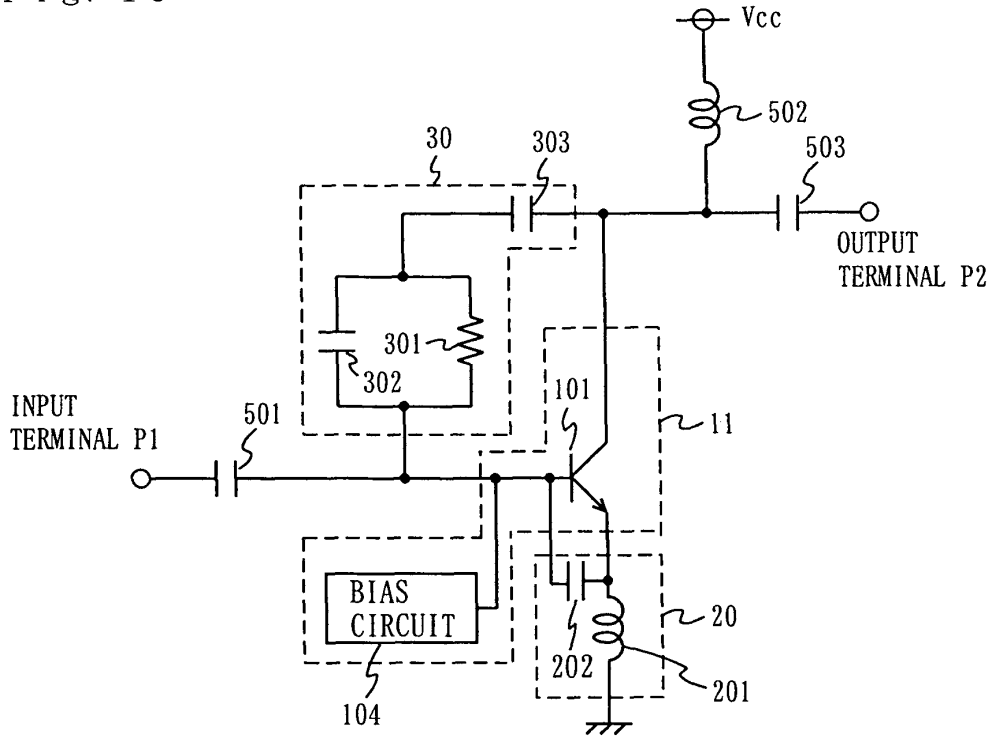 Vcc
502
30
303
503
OUTPUT
TERMINAL P2
301
302
INPUT
TERMINAL P1
501
101
11
BIAS
CIRCUIT
104
20
202
201